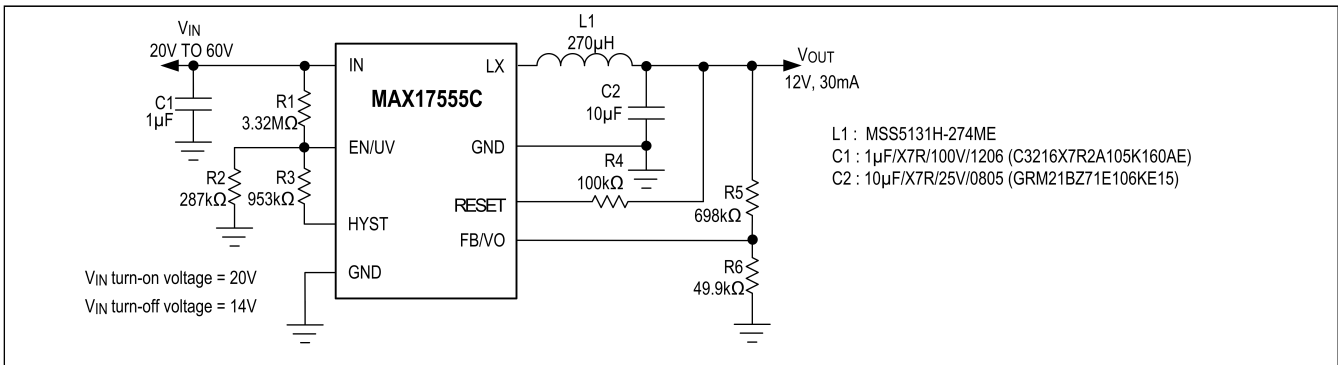 VIN
20V TO 60V
C1
1µF
R1
3.32MΩ
R2
287kΩ
R3
953kΩ
IN
LX
MAX17555C
EN/UV
GND
RESET
HYST
FB/VO
GND
L1
270µH
C2
10µF
R4
100kΩ
R5
698kΩ
R6
49.9kΩ
VOUT
12V, 30mA
L1 : MSS5131H-274ME
C1 : 1µF/X7R/100V/1206 (C3216X7R2A105K160AE)
C2 : 10µF/X7R/25V/0805 (GRM21BZ71E106KE15)
VIN turn-on voltage = 20V
VIN turn-off voltage = 14V